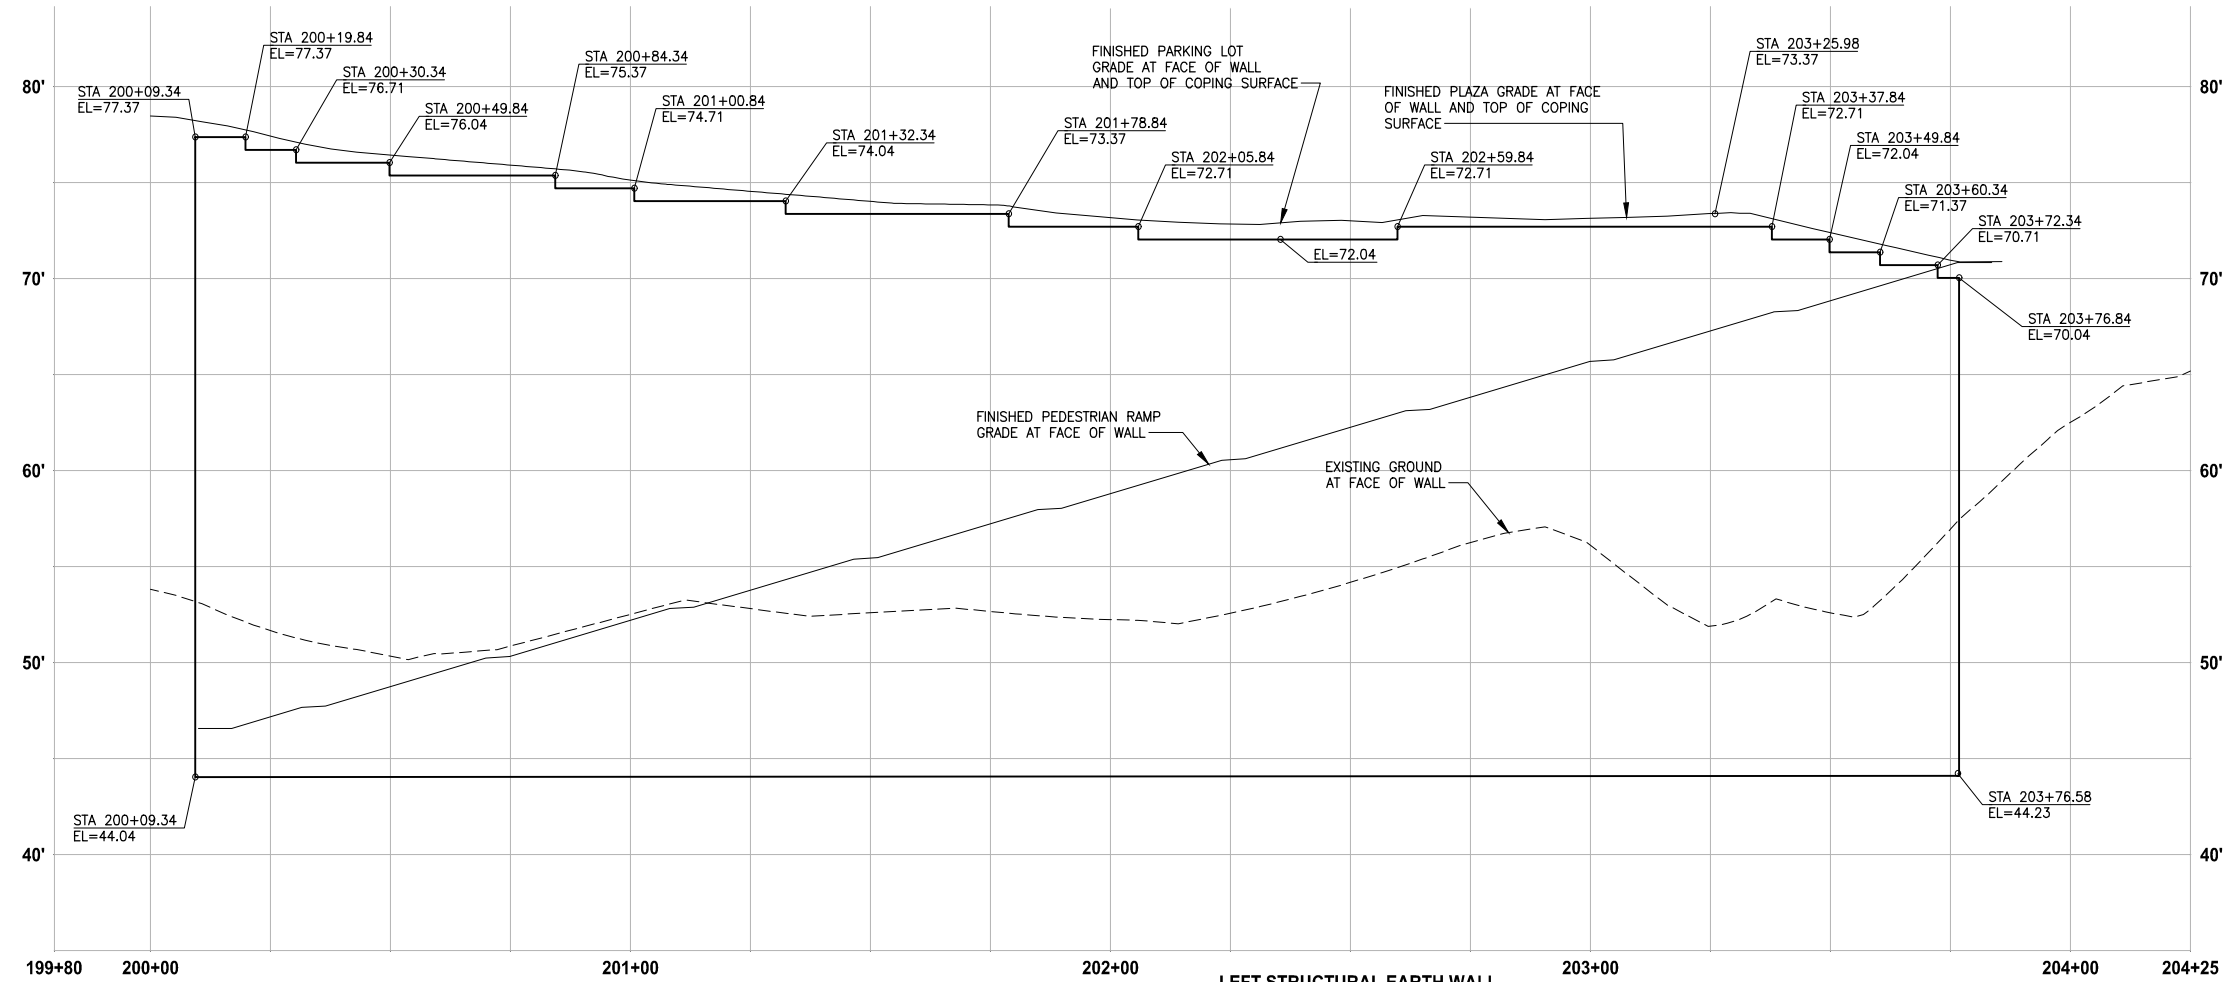 STA 200+19.84
EL=77.37
STA 200+09.34
EL=77.37
STA 200+30.34
EL=76.71
STA 200+49.84
EL=76.04
STA 200+84.34
EL=75.37
STA 201+00.84
EL=74.71
STA 201+32.34
EL=74.04
STA 201+78.84
EL=73.37
STA 202+05.84
EL=72.71
FINISHED PARKING LOT
GRADE AT FACE OF WALL
AND TOP OF COPING SURFACE
EL=72.04
STA 202+59.84
EL=72.71
FINISHED PLAZA GRADE AT FACE
OF WALL AND TOP OF COPING
SURFACE
STA 203+25.98
EL=73.37
STA 203+37.84
EL=72.71
STA 203+49.84
EL=72.04
STA 203+60.34
EL=71.37
STA 203+72.34
EL=70.71
STA 203+76.84
EL=70.04
FINISHED PEDESTRIAN RAMP
GRADE AT FACE OF WALL
EXISTING GROUND
AT FACE OF WALL
STA 200+09.34
EL=44.04
STA 203+76.58
EL=44.23
80'
70'
60'
50'
40'
80'
70'
60'
50'
40'
199+80
200+00
201+00
202+00
203+00
204+00
204+25
LEFT STRUCTURAL EARTH WALL